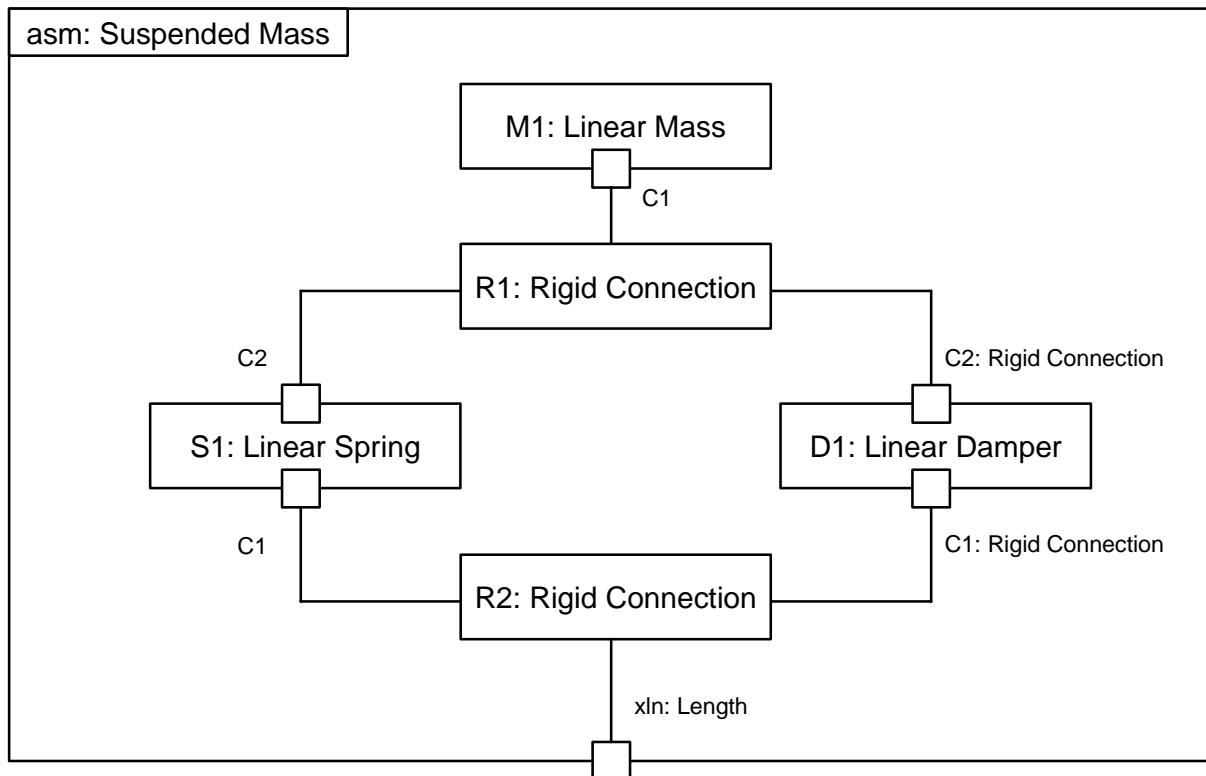 asm: Suspended Mass
M1: Linear Mass
C1
R1: Rigid Connection
C2
C2: Rigid Connection
S1: Linear Spring
D1: Linear Damper
C1
C1: Rigid Connection
R2: Rigid Connection
xIn: Length